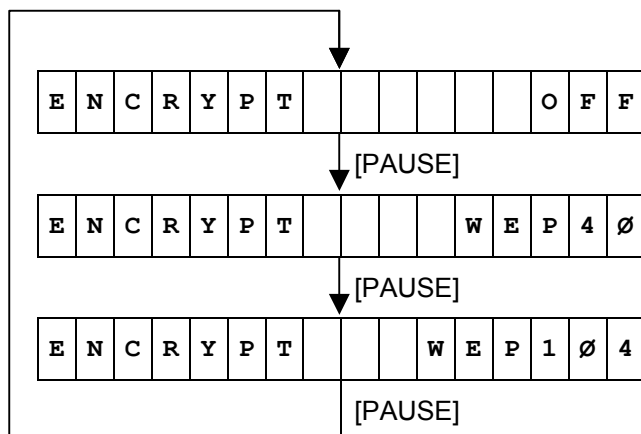 ENCRYPT OFF
[PAUSE]
ENCRYPT WEP4Ø
[PAUSE]
ENCRYPT WEP1Ø4
[PAUSE]